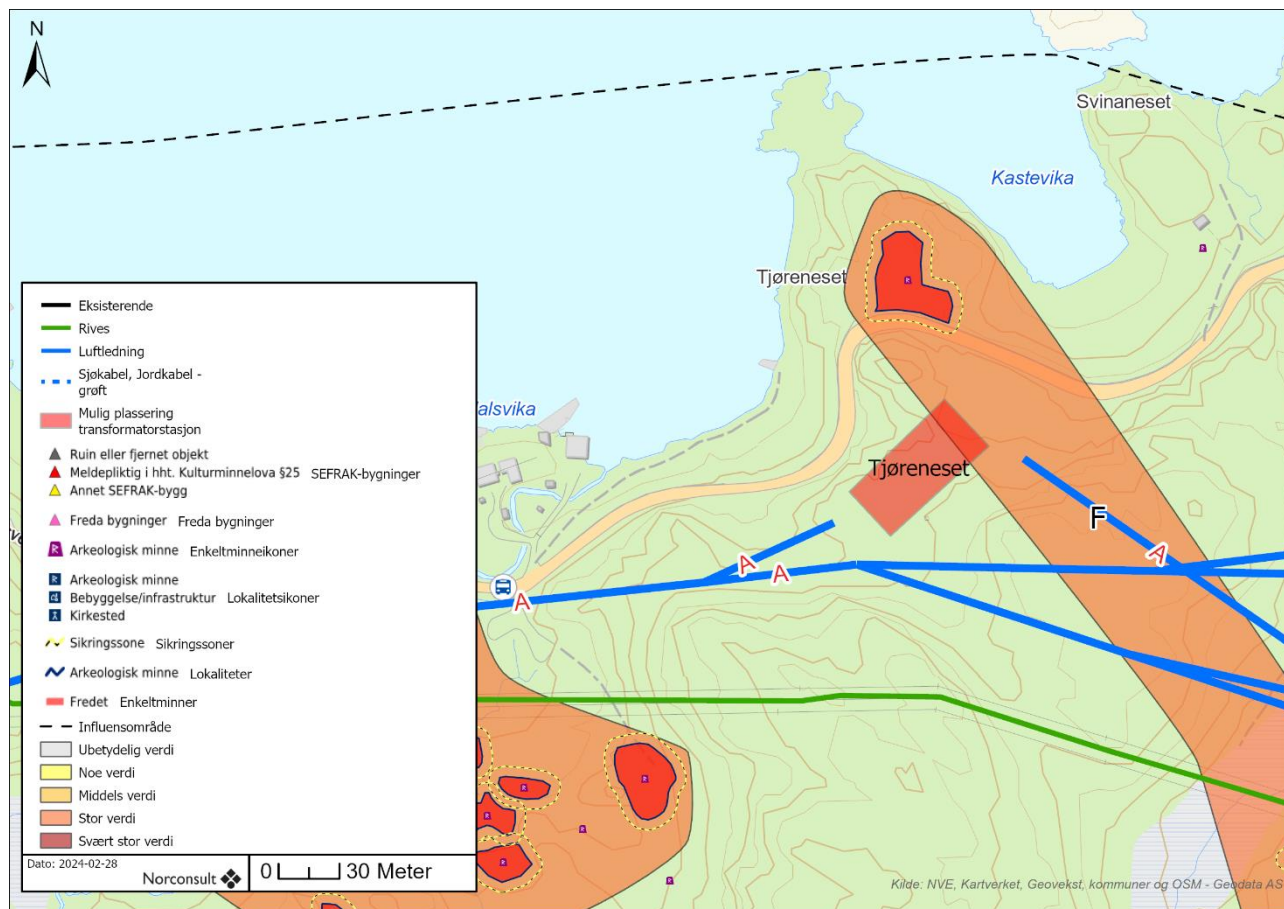 N
Svinaneset
Kastevika
Tjøreneset
alsvika
Tjøreneset
F
A
A
A
A
Eksisterende
Rives
Luftledning
Sjøkabel, Jordkabel -
grøft
Mulig plassering
transformatorstasjon
Ruin eller fjernet objekt
Meldepliktig i hht. Kulturminnelova §25 SEFRAK-bygninger
Annet SEFRAK-bygg
Freda bygninger Freda bygninger
R Arkeologisk minne Enkeltminneikoner
R Arkeologisk minne
Bebyggelse/infrastruktur Lokalitetsikoner
Kirkested
Sikringssone Sikringssoner
Arkeologisk minne Lokaliteter
Fredet Enkeltminner
Influensområde
Ubetydelig verdi
Noe verdi
Middels verdi
Stor verdi
Svært stor verdi
Dato: 2024-02-28
Norconsult
0 30 Meter
R
R
R
R
R
R
R
R
Kilde: NVE, Kartverket, Geovekst, kommuner og OSM - Geodata AS